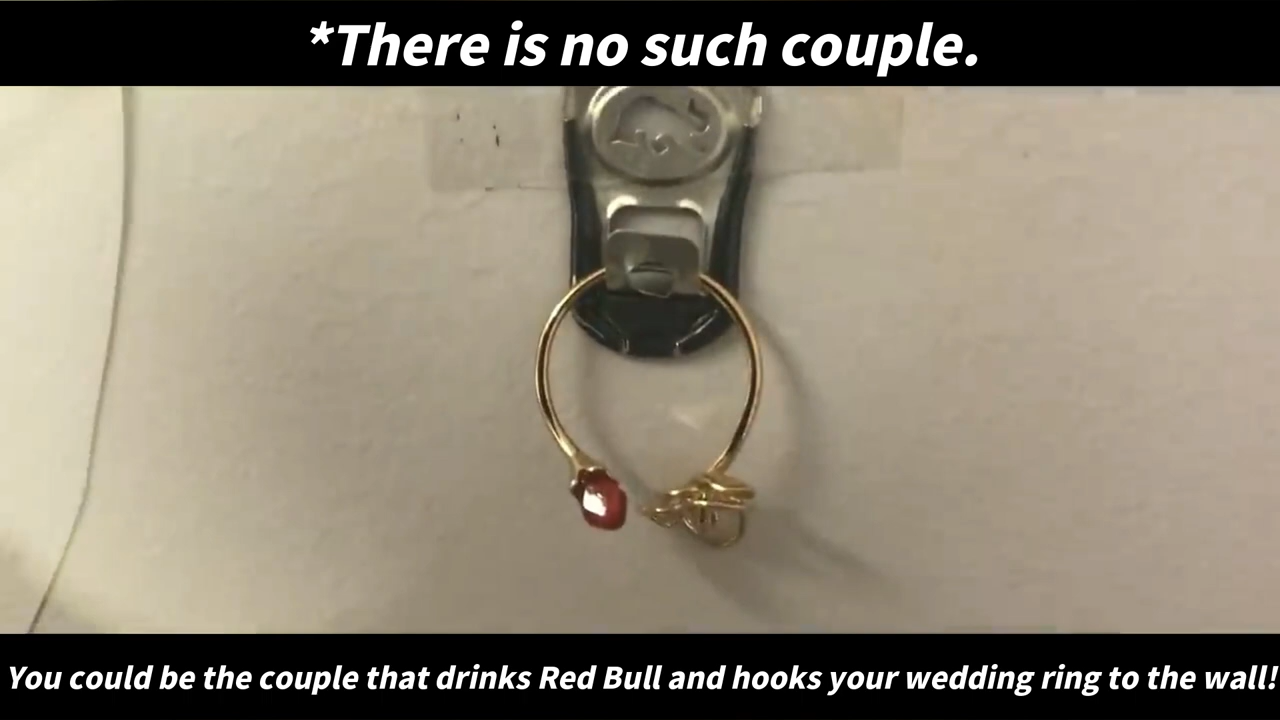 *There is no such couple.
You could be the couple that drinks Red Bull and hooks your wedding ring to the wall!